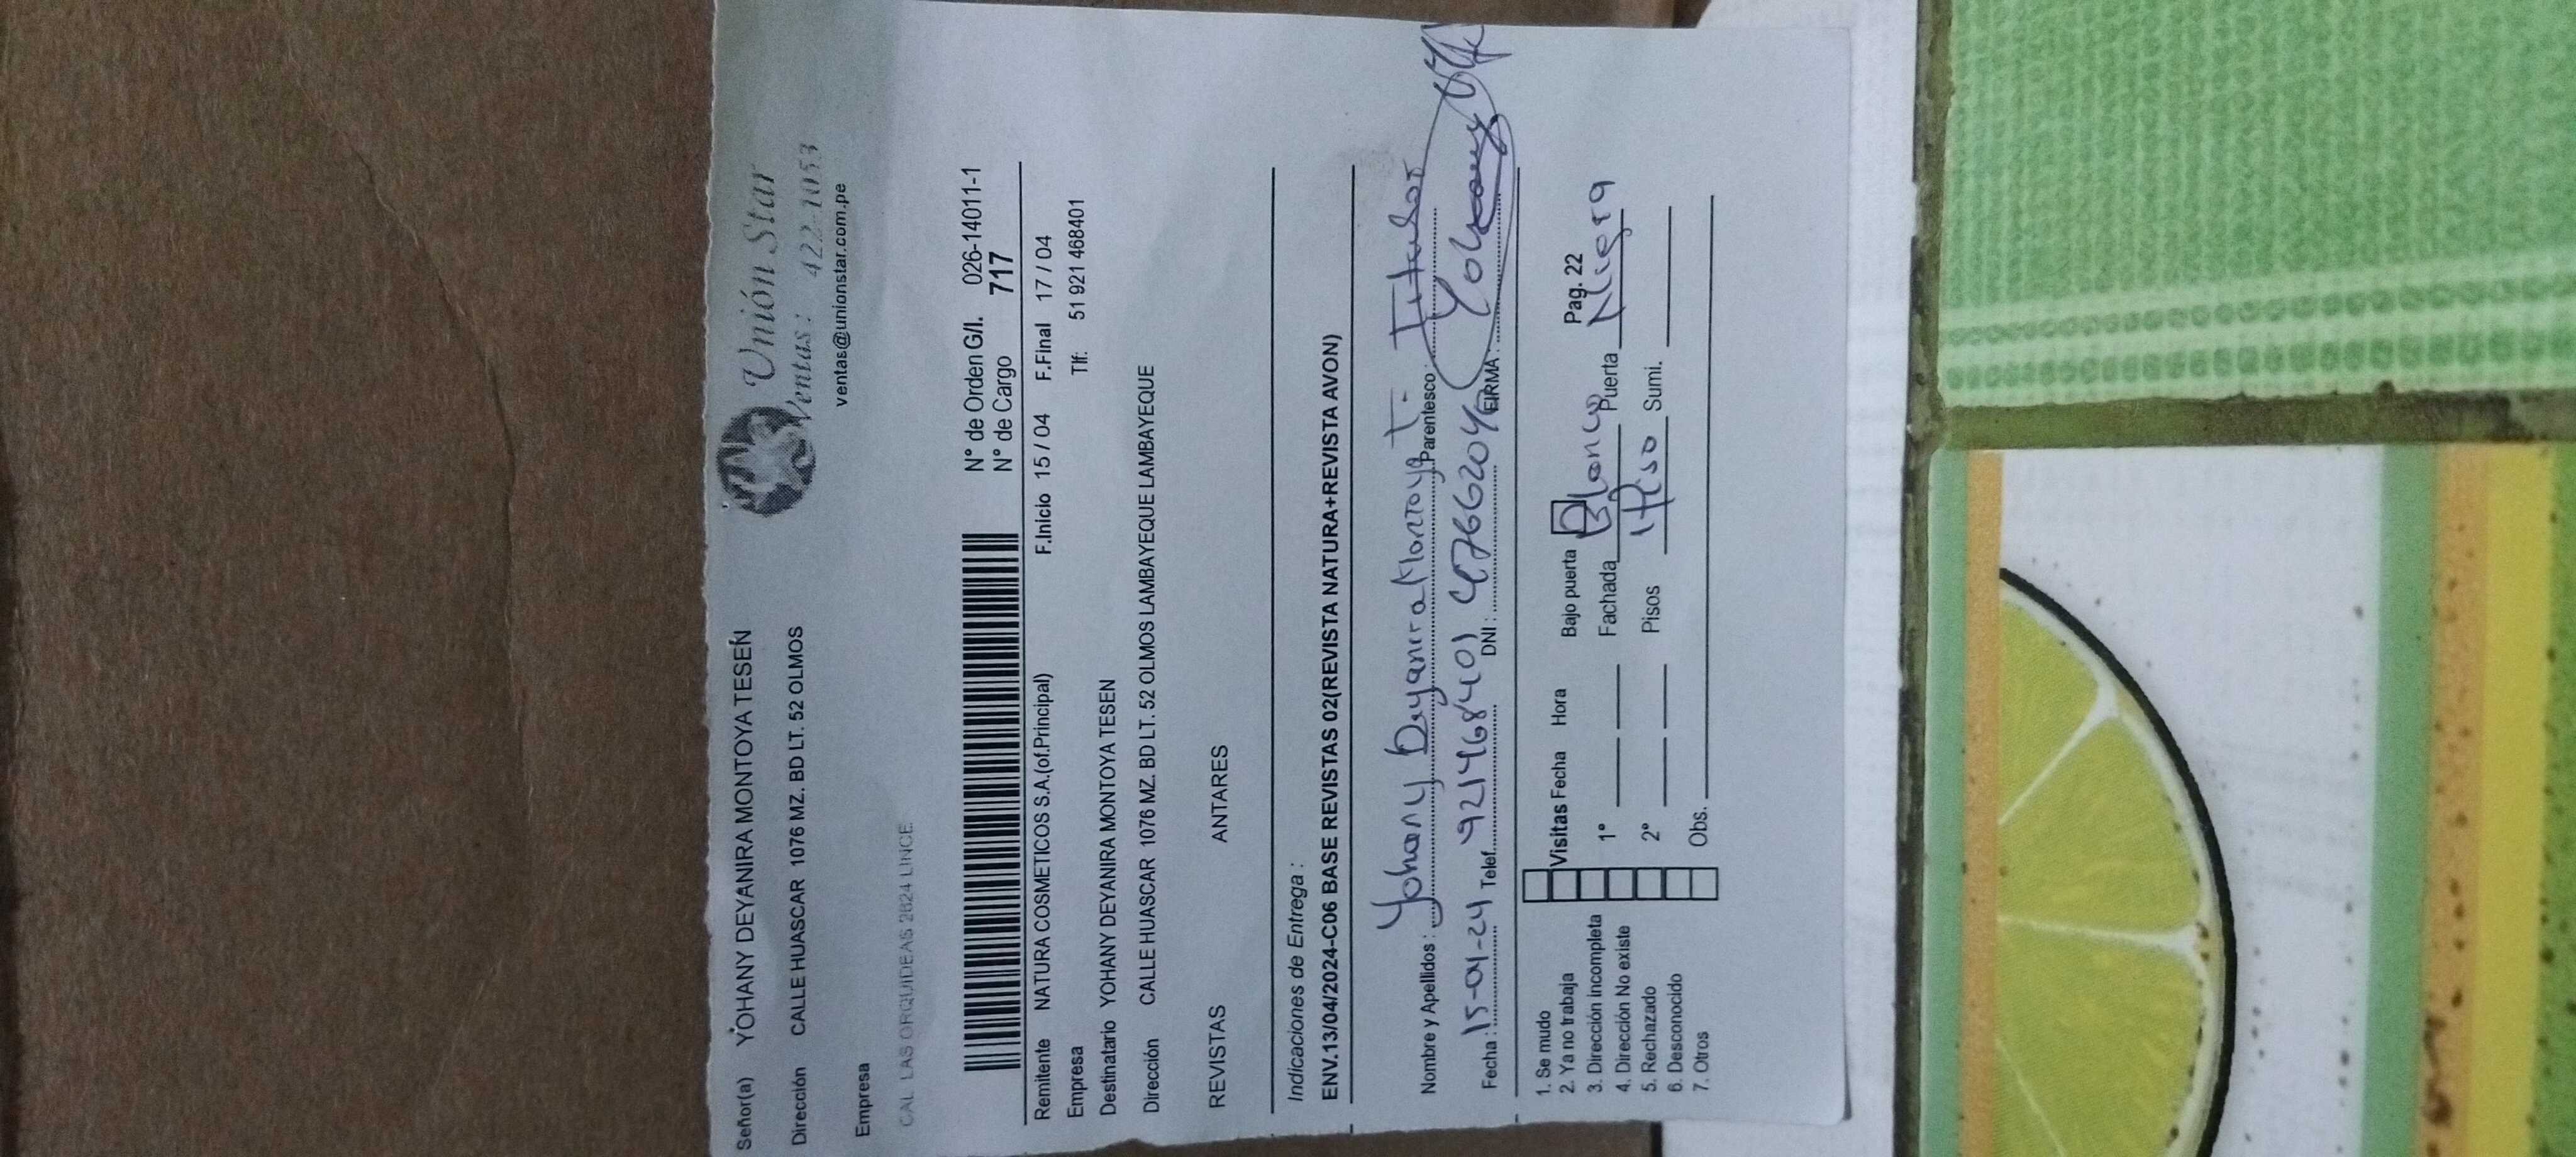 Señor(a) YOHANY DEYANIRA MONTOYA TESEN
Dirección CALLE HUASCAR 1076 MZ. BD LT. 52 OLMOS
Empresa
CAL LAS ORQUIDEAS 2624 LINCE
Unión Star
Ventas: 422-1053
ventas@unionstar.com.pe
N° de Orden G/I. 026-14011-1
N° de Cargo 717
Remitente NATURA COSMETICOS S.A.(of.Principal) F.Inicio 15 / 04 F.Final 17 / 04
Empresa Tlf: 51 921 468401
Destinatario YOHANY DEYANIRA MONTOYA TESEN
Dirección CALLE HUASCAR 1076 MZ. BD LT. 52 OLMOS LAMBAYEQUE LAMBAYEQUE
REVISTAS ANTARES
Indicaciones de Entrega :
ENV.13/04/2024-C06 BASE REVISTAS 02(REVISTA NATURA+REVISTA AVON)
Nombre y Apellidos : Yohany Deyanira Montoya T. Parentesco : Titular
Fecha : 15-04-24 Telef. 921468401 DNI : 47662046 FIRMA : Yohany
1. Se mudo
2. Ya no trabaja
3. Dirección incompleta
4. Dirección No existe
5. Rechazado
6. Desconocido
7. Otros
Visitas Fecha Hora Bajo puerta Pag. 22
1° Fachada Blanco Puerta Negra
2° Pisos 1 Piso Sumi.
Obs.